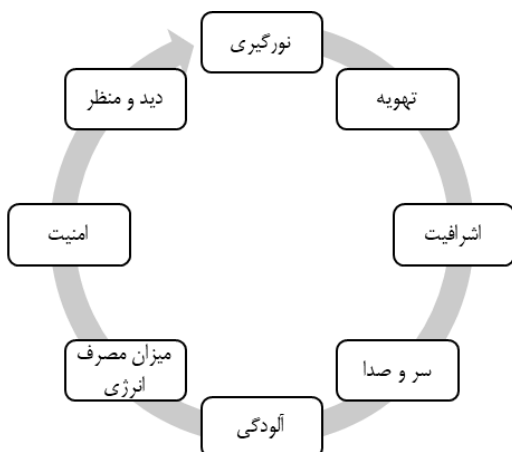 نورگیری
تهویه
اشرافیت
سر و صدا
آلودگی
میزان مصرف
انرژی
امنیت
دید و منظر